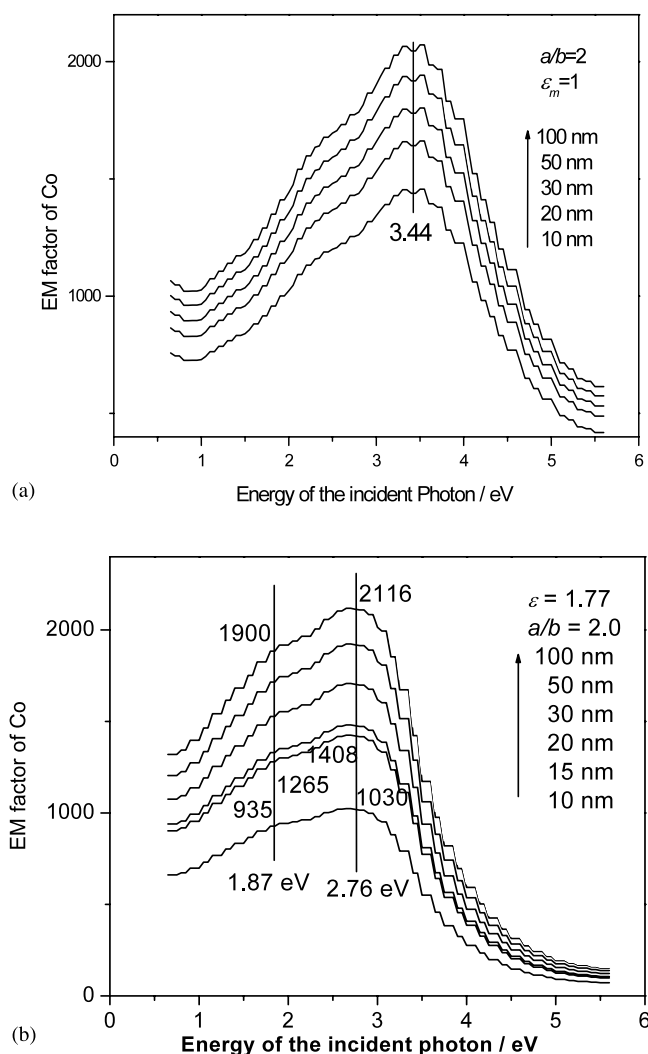 2000
a/b=2
εm=1
100 nm
50 nm
30 nm
20 nm
10 nm
3.44
1000
EM factor of Co
0 1 2 3 4 5 6
(a)
Energy of the incident Photon / eV
ε = 1.77
a/b = 2.0
100 nm
50 nm
30 nm
20 nm
15 nm
10 nm
2116
2000
1900
1408
1265
935
1030
1000
1.87 eV
2.76 eV
EM factor of Co
0
0 1 2 3 4 5 6
(b)
Energy of the incident photon / eV